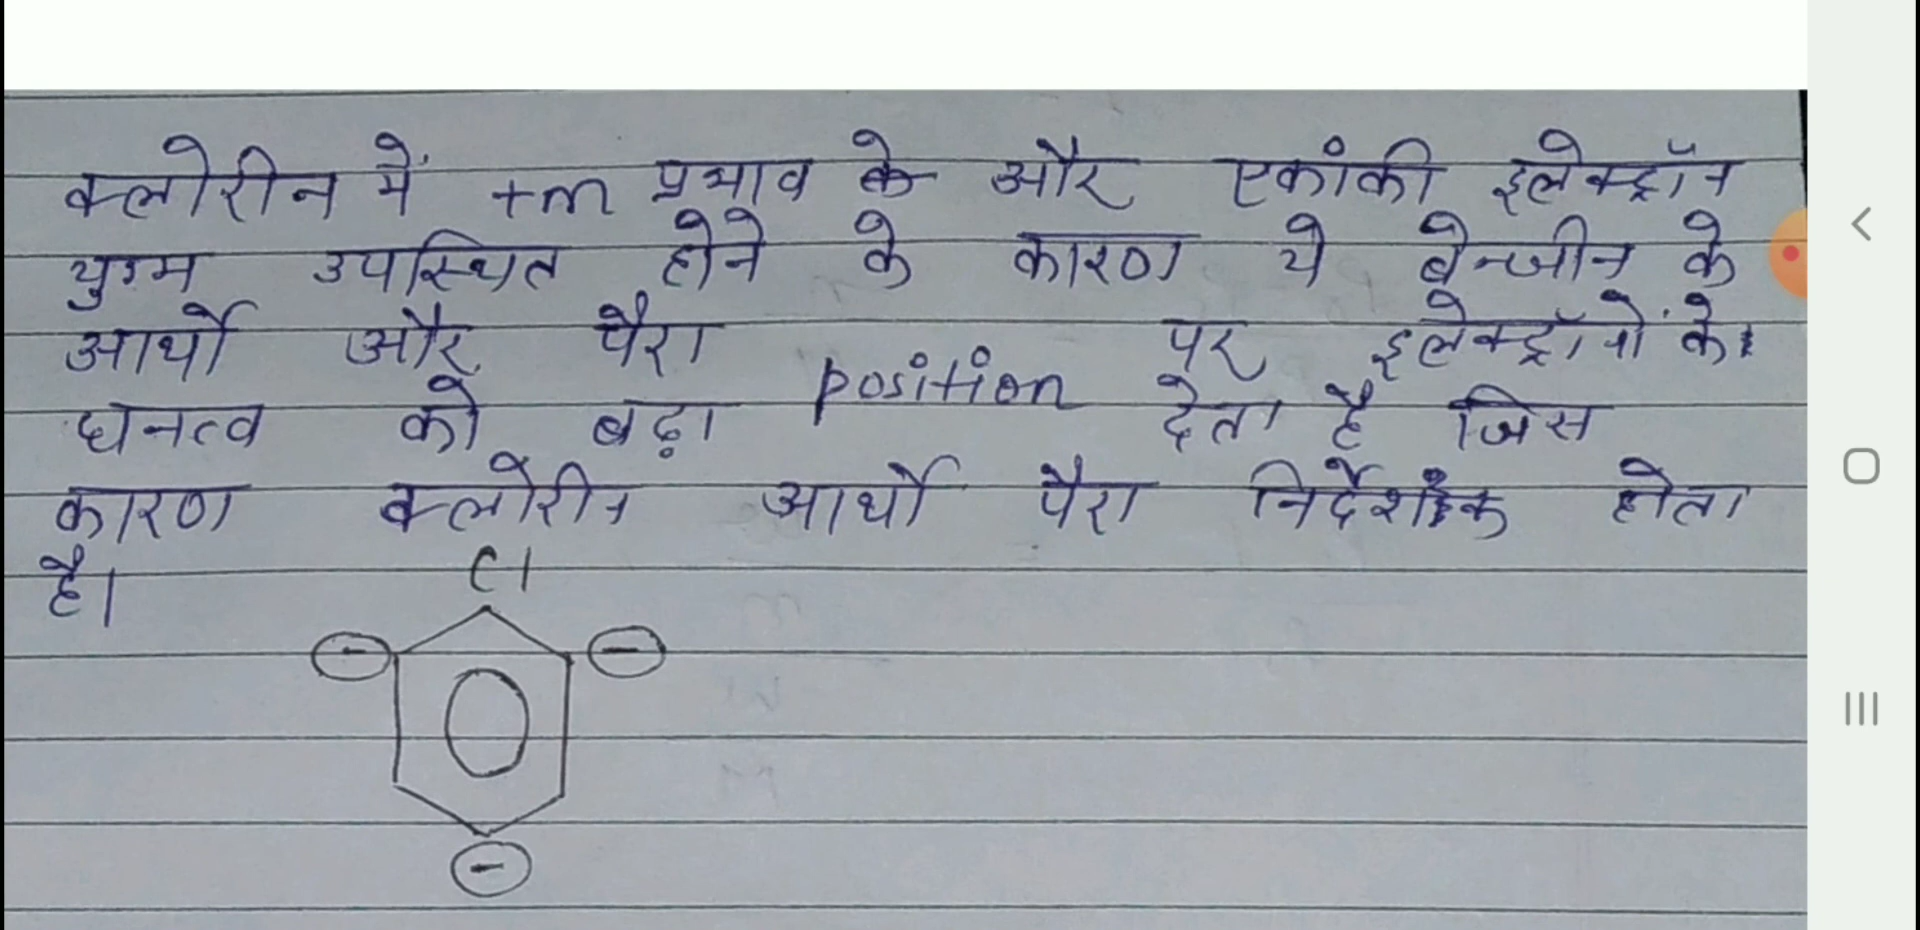 क्लोरीन में +m प्रभाव के और एकांकी इलेक्ट्रॉन
युग्म उपस्थित होने के कारण ये बेन्जीन के
आर्थो और पैरा position पर इलेक्ट्रॉनों के
घनत्व को बढ़ा देता है जिस
कारण क्लोरीन आर्थो पैरा निर्देशक होता
है।
Cl
- -
-